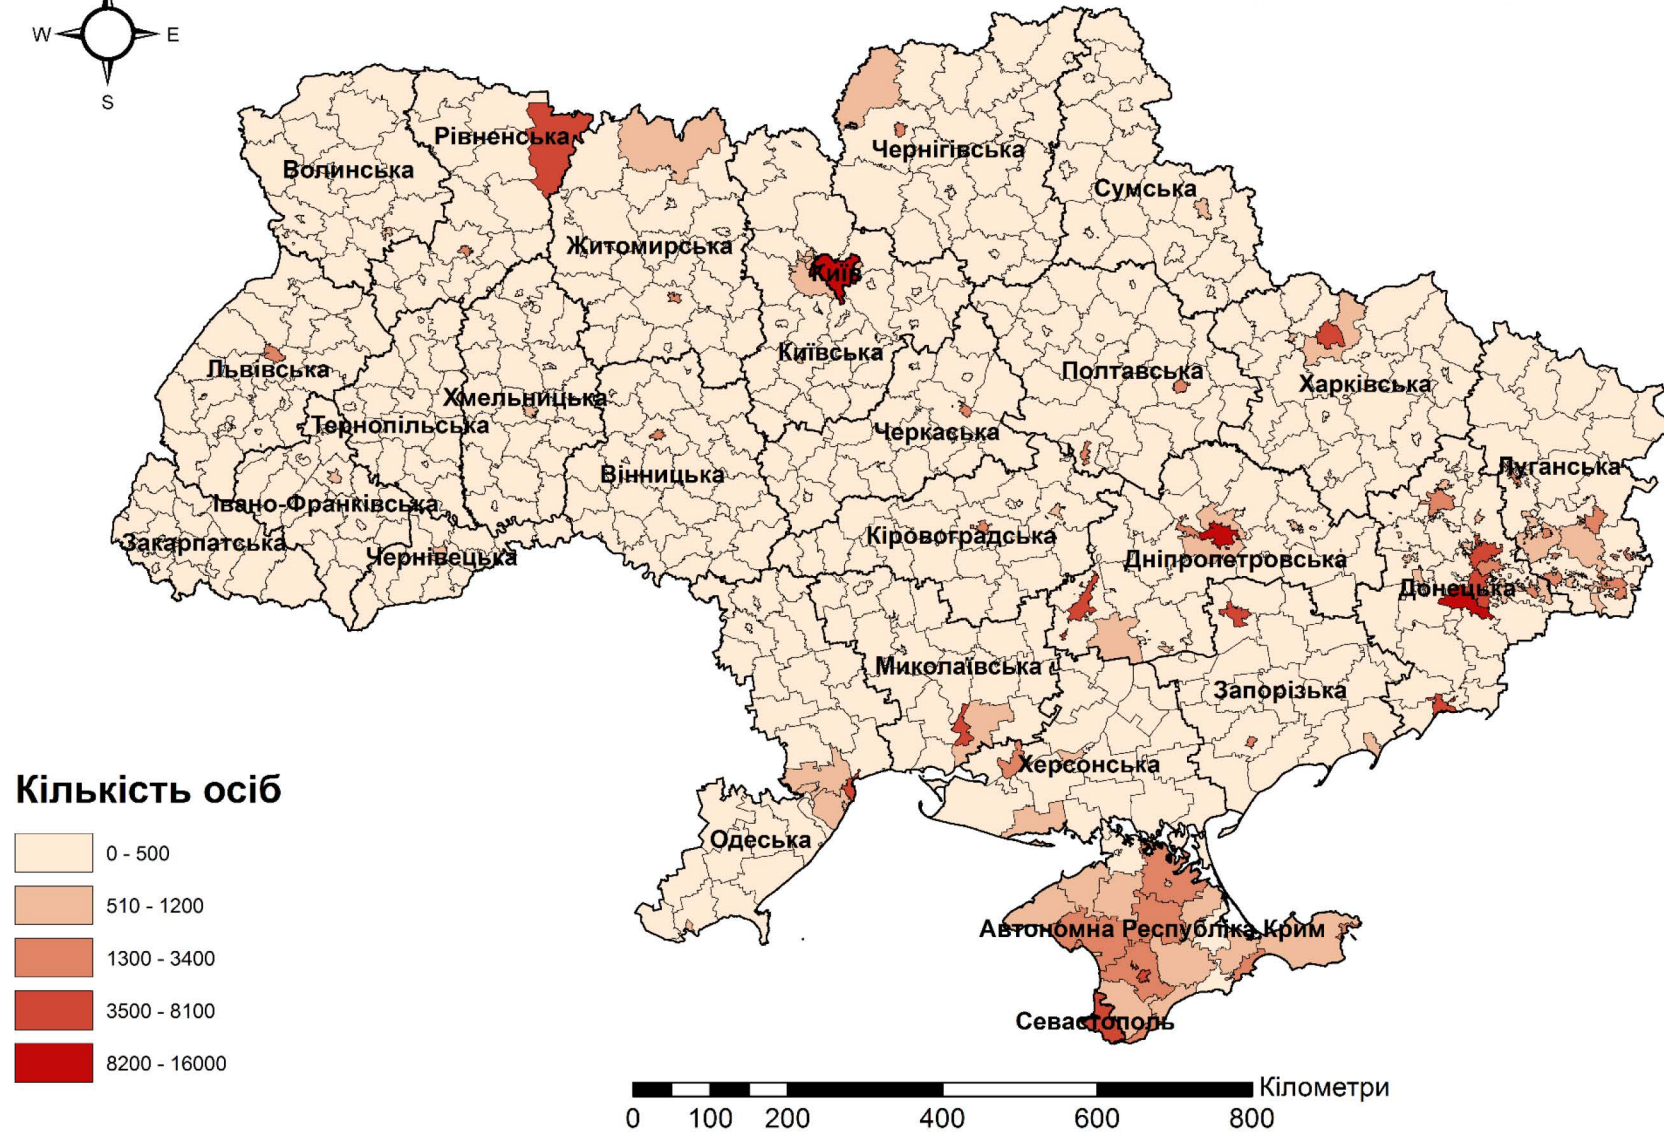 W E
S
Рівненська
Волинська
Чернігівська
Сумська
Житомирська
Київ
Київська
Львівська
Хмельницька
Тернопільська
Полтавська
Харківська
Черкаська
Вінницька
Луганська
Івано-Франківська
Закарпатська
Чернівецька
Кіровоградська
Дніпропетровська
Донецька
Миколаївська
Запорізька
Херсонська
Одеська
Автономна Республіка Крим
Севастополь
Кількість осіб
0 - 500
510 - 1200
1300 - 3400
3500 - 8100
8200 - 16000
Кілометри
0 100 200 400 600 800